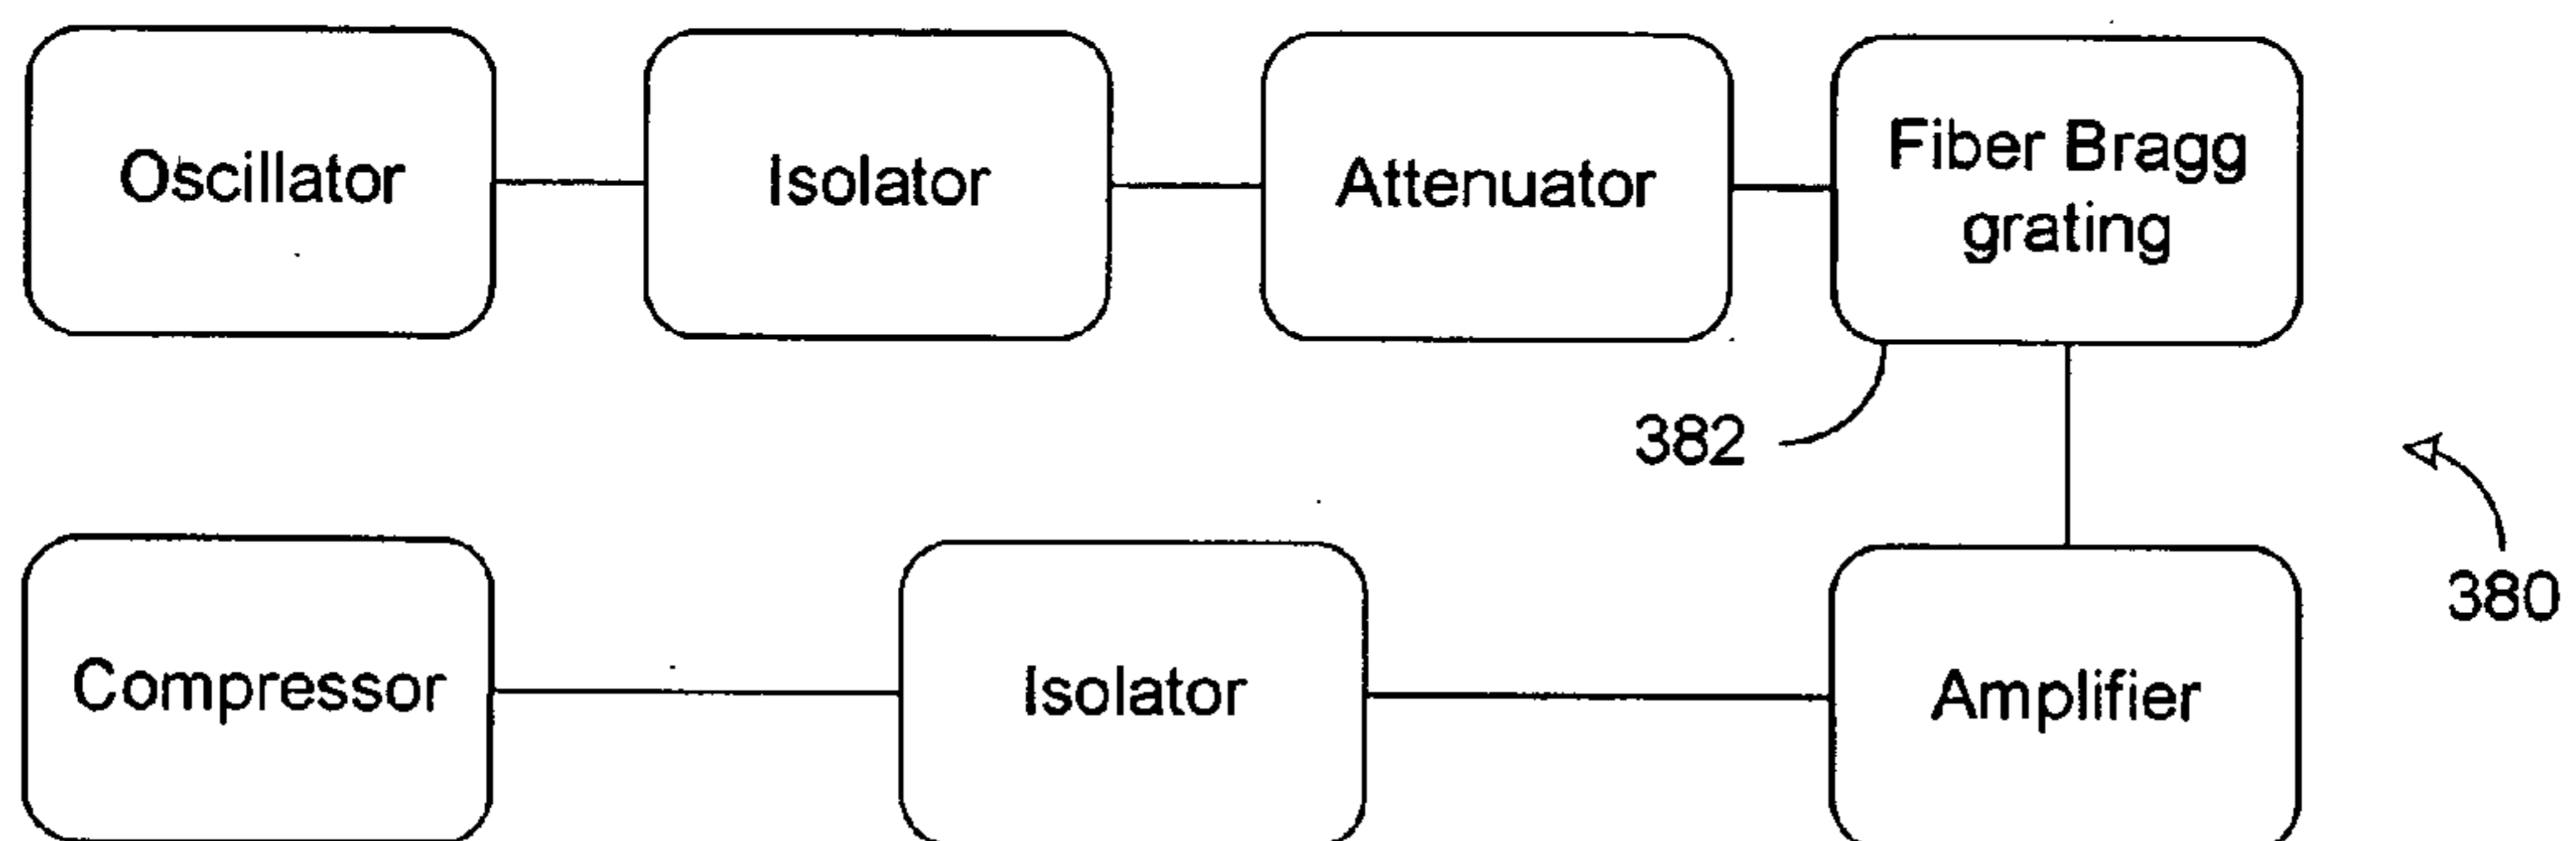 Oscillator
Isolator
Attenuator
Fiber Bragg
grating
382
380
Compressor
Isolator
Amplifier